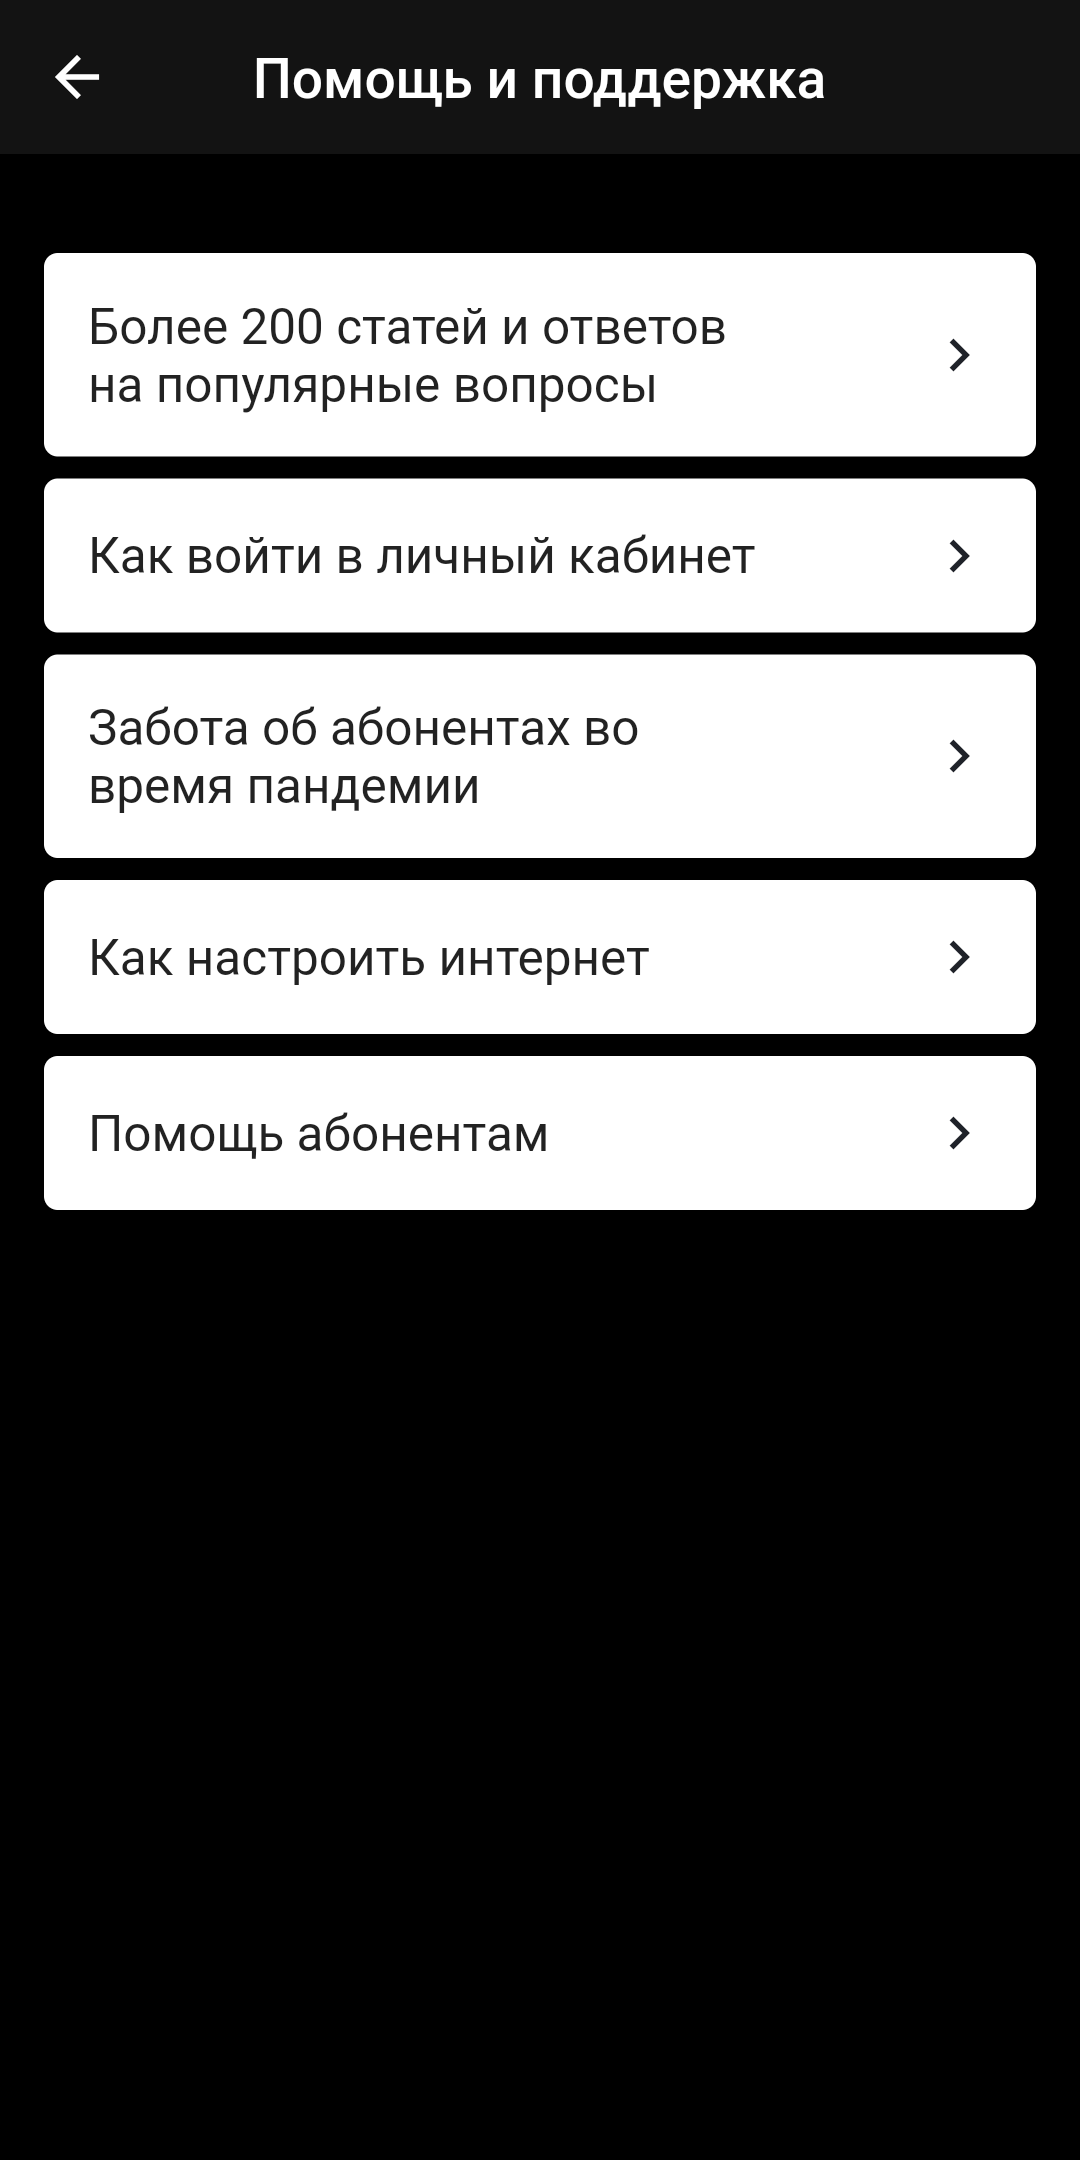 Помощь и поддержка
Более 200 статей и ответов
на популярные вопросы
Как войти в личный кабинет
Забота об абонентах во
время пандемии
Как настроить интернет
Помощь абонентам